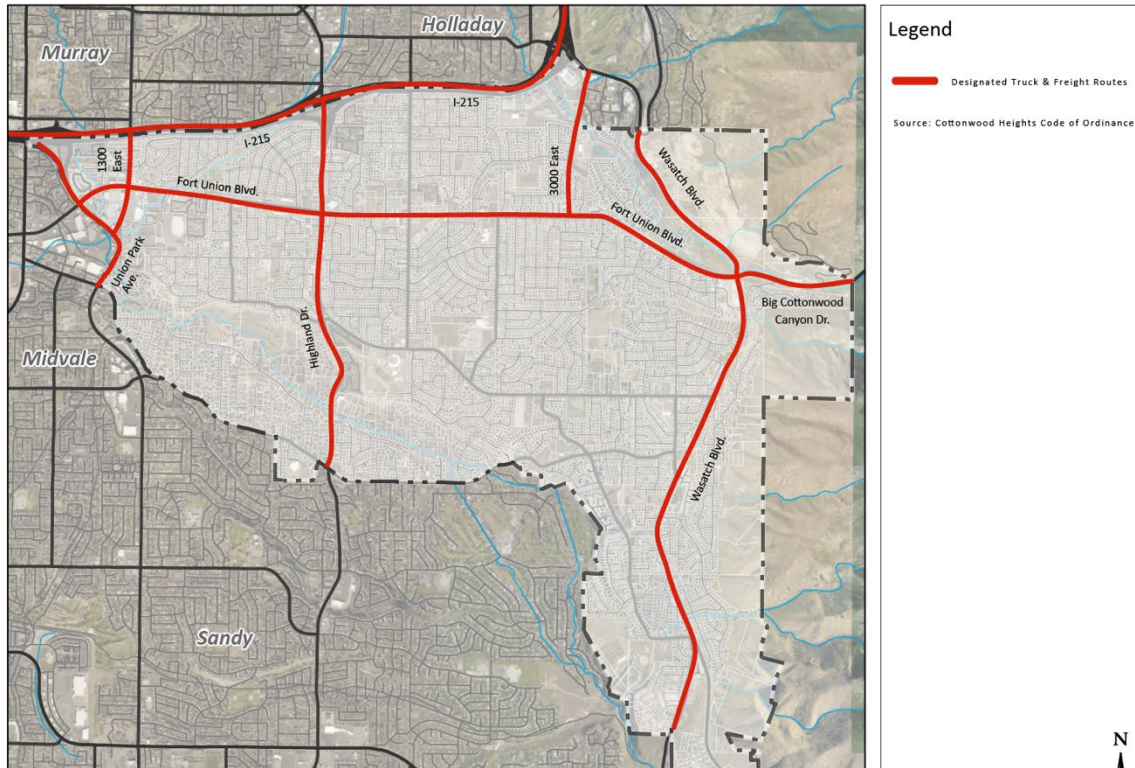 Holladay
Murray
I-215
I-215
1300
East
Fort Union Blvd.
3000 East
Wasatch Blvd.
Fort Union Blvd.
Union Park
Ave.
Big Cottonwood
Canyon Dr.
Highland Dr.
Midvale
Wasatch Blvd.
Sandy
Legend
Designated Truck & Freight Routes
Source: Cottonwood Heights Code of Ordinance
N